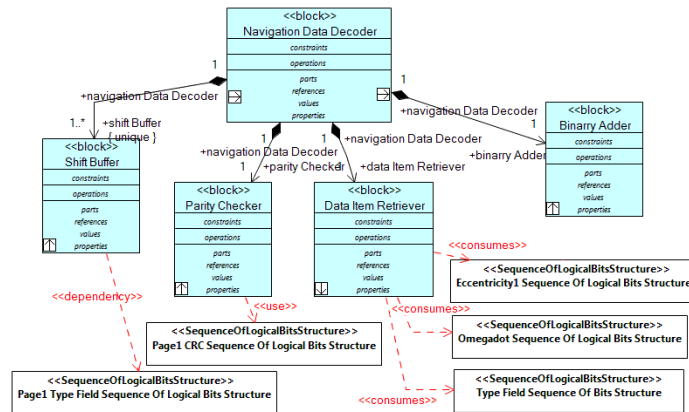 <<block>>
Navigation Data Decoder
constraints
operations
parts
references
values
properties
1
+navigation Data Decoder
1..*
+shift Buffer
{ unique }
1
+navigation Data Decoder
1
+binarry Adder
1
+navigation Data Decoder
1
+parity Checker
1
+navigation Data Decoder
1
+data Item Retriever
<<block>>
Shift Buffer
constraints
operations
parts
references
values
properties
<<block>>
Parity Checker
constraints
operations
parts
references
values
properties
<<block>>
Data Item Retriever
constraints
operations
parts
references
values
properties
<<block>>
Binarry Adder
constraints
operations
parts
references
values
properties
<<consumes>>
<<SequenceOfLogicalBitsStructure>>
Eccentricity1 Sequence Of Logical Bits Structure
<<dependency>>
<<use>>
<<consumes>>
<<SequenceOfLogicalBitsStructure>>
Page1 CRC Sequence Of Logical Bits Structure
<<SequenceOfLogicalBitsStructure>>
Omegadot Sequence Of Logical Bits Structure
<<SequenceOfLogicalBitsStructure>>
Page1 Type Field Sequence Of Logical Bits Structure
<<consumes>>
<<SequenceOfLogicalBitsStructure>>
Type Field Sequence Of Bits Structure